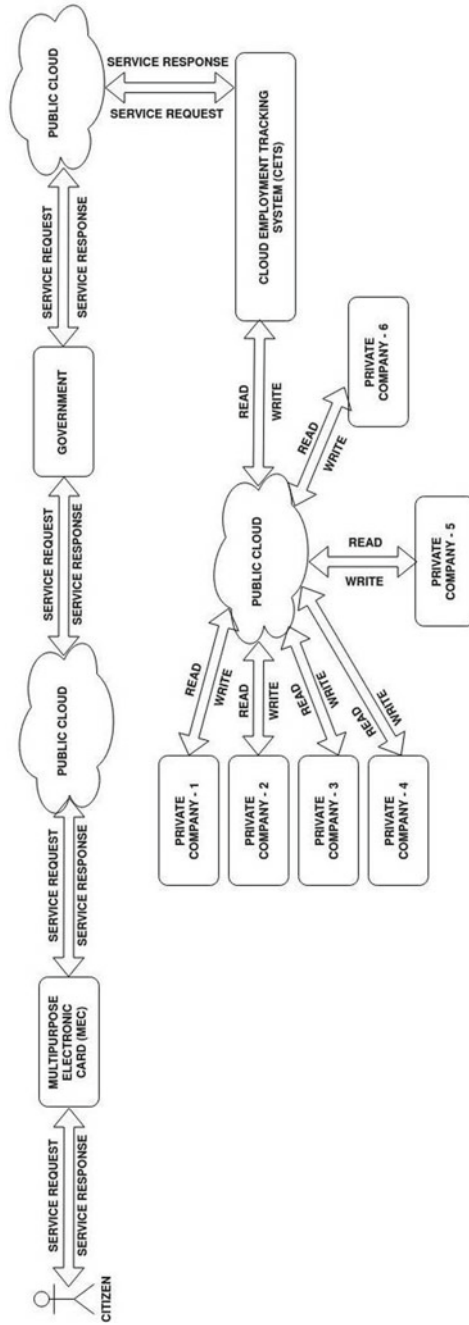 SERVICE REQUEST
SERVICE RESPONSE
CITIZEN
MULTIPURPOSE
ELECTRONIC
CARD (MEC)
SERVICE REQUEST
SERVICE RESPONSE
PUBLIC CLOUD
SERVICE REQUEST
SERVICE RESPONSE
GOVERNMENT
SERVICE REQUEST
SERVICE RESPONSE
PUBLIC CLOUD
SERVICE RESPONSE
SERVICE REQUEST
CLOUD EMPLOYMENT TRACKING
SYSTEM (CETS)
READ
WRITE
PUBLIC CLOUD
READ
WRITE
PRIVATE
COMPANY - 1
READ
WRITE
PRIVATE
COMPANY - 2
READ
WRITE
PRIVATE
COMPANY - 3
READ
WRITE
PRIVATE
COMPANY - 4
READ
WRITE
PRIVATE
COMPANY - 5
READ
WRITE
PRIVATE
COMPANY - 6